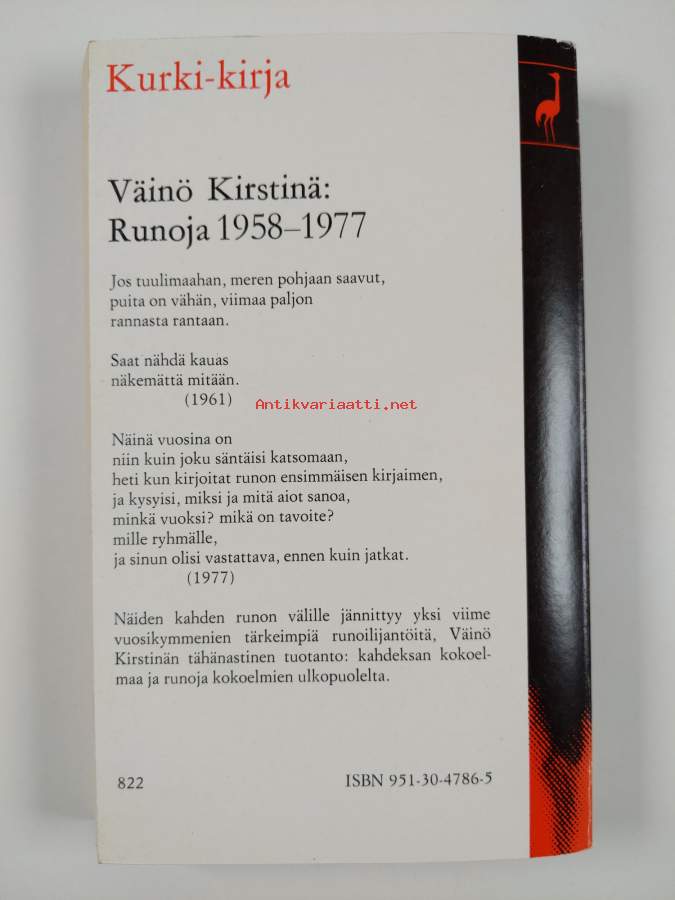 Kurki-kirja
Väinö Kirstinä:
Runoja 1958–1977
Jos tuulimaahan, meren pohjaan saavut,
puita on vähän, viimaa paljon
rannasta rantaan.
Saat nähdä kauas
näkemättä mitään.
(1961)
Antikvariaatti.net
Näinä vuosina on
niin kuin joku säntäisi katsomaan,
heti kun kirjoitat runon ensimmäisen kirjaimen,
ja kysyisi, miksi ja mitä aiot sanoa,
minkä vuoksi? mikä on tavoite?
mille ryhmälle,
ja sinun olisi vastattava, ennen kuin jatkat.
(1977)
Näiden kahden runon välille jännittyy yksi viime
vuosikymmenien tärkeimpiä runoilijantöitä, Väinö
Kirstinän tähänastinen tuotanto: kahdeksan kokoel-
maa ja runoja kokoelmien ulkopuolelta.
822
ISBN 951-30-4786-5